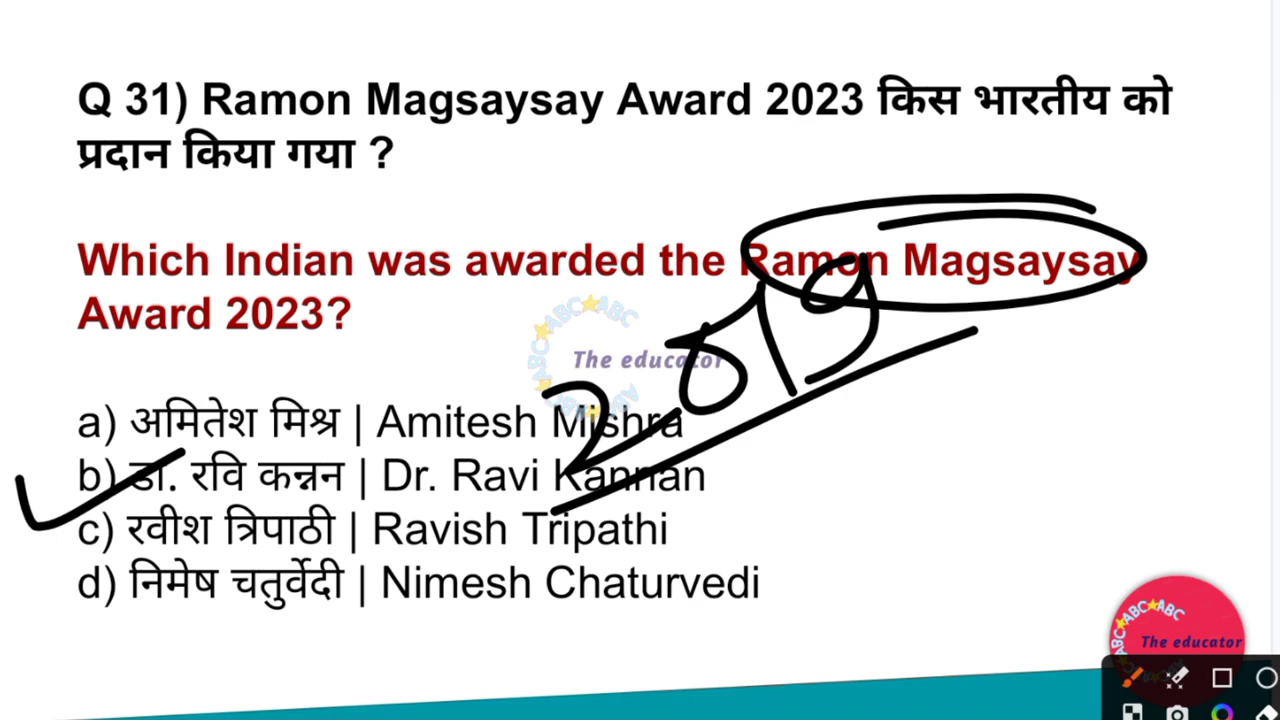 Q 31) Ramon Magsaysay Award 2023 किस भारतीय को
प्रदान किया गया ?
Which Indian was awarded the Ramon Magsaysay
Award 2023?
2019
The educator
a) अमितेश मिश्र | Amitesh Mishra
b) डा. रवि कन्नन | Dr. Ravi Kannan
c) रवीश त्रिपाठी | Ravish Tripathi
d) निमेष चतुर्वेदी | Nimesh Chaturvedi
ABC★ABC★ABC
The educator